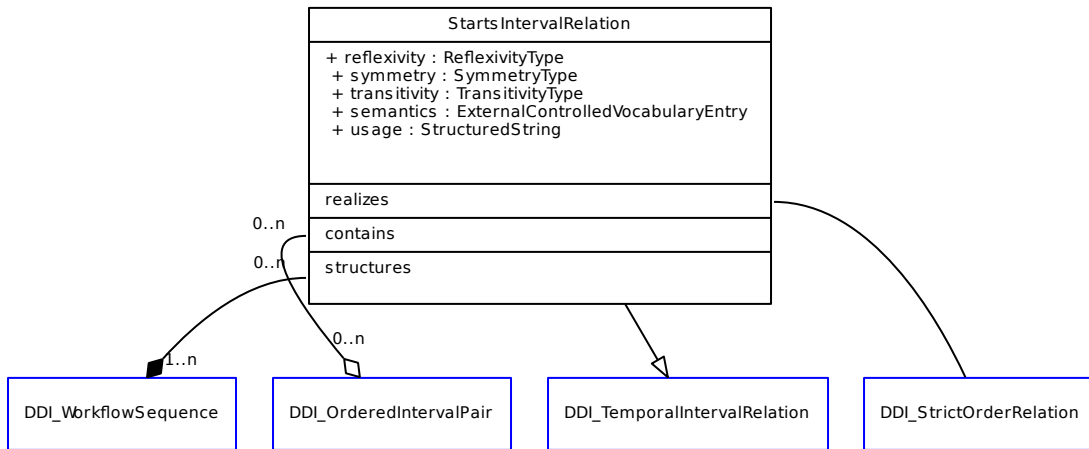 StartsIntervalRelation
+ reflexivity : ReflexivityType
+ symmetry : SymmetryType
+ transitivity : TransitivityType
+ semantics : ExternalControlledVocabularyEntry
+ usage : StructuredString
realizes
0..n
contains
0..n
structures
0..n
1..n
DDI_WorkflowSequence
DDI_OrderedIntervalPair
DDI_TemporalIntervalRelation
DDI_StrictOrderRelation